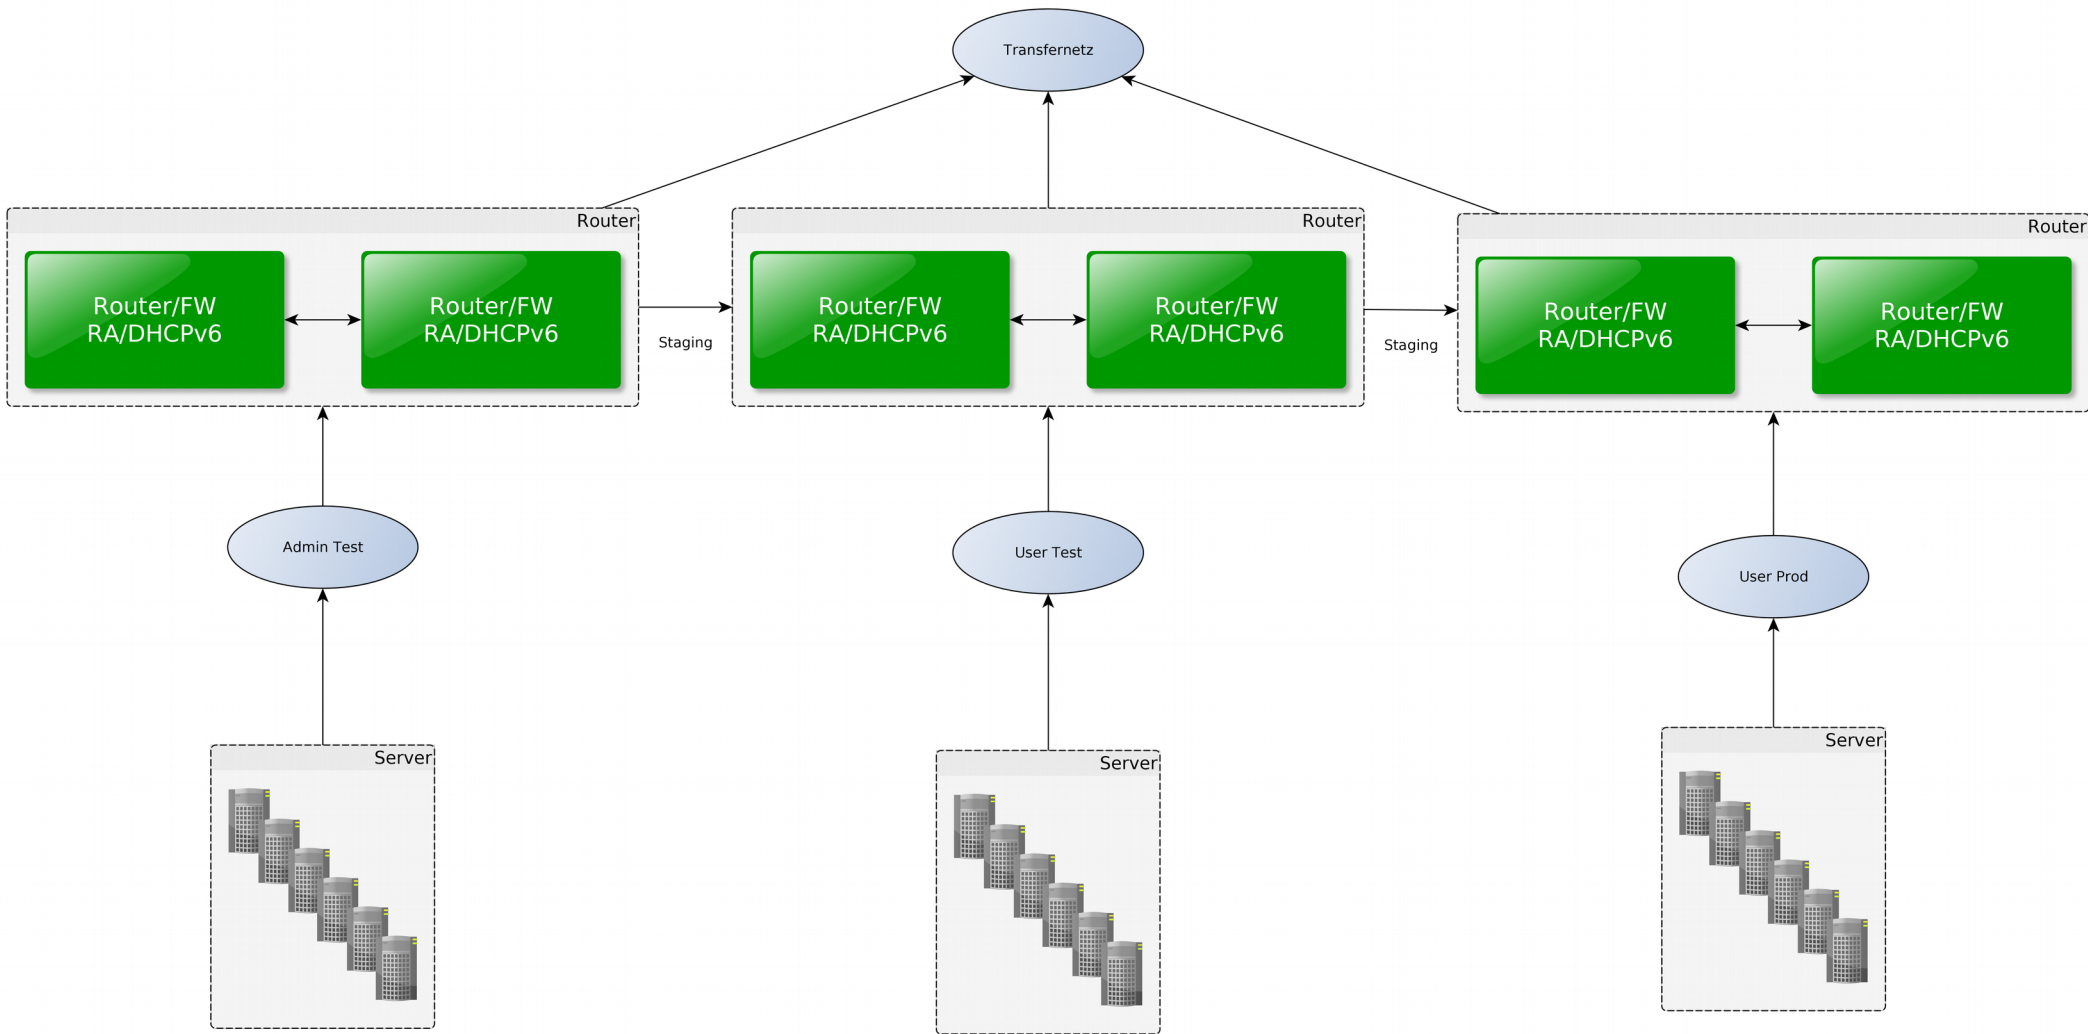 Transfernetz
Router
Router
Router
Router/FW
RA/DHCPv6
Router/FW
RA/DHCPv6
Staging
Router/FW
RA/DHCPv6
Router/FW
RA/DHCPv6
Staging
Router/FW
RA/DHCPv6
Router/FW
RA/DHCPv6
Admin Test
User Test
User Prod
Server
Server
Server